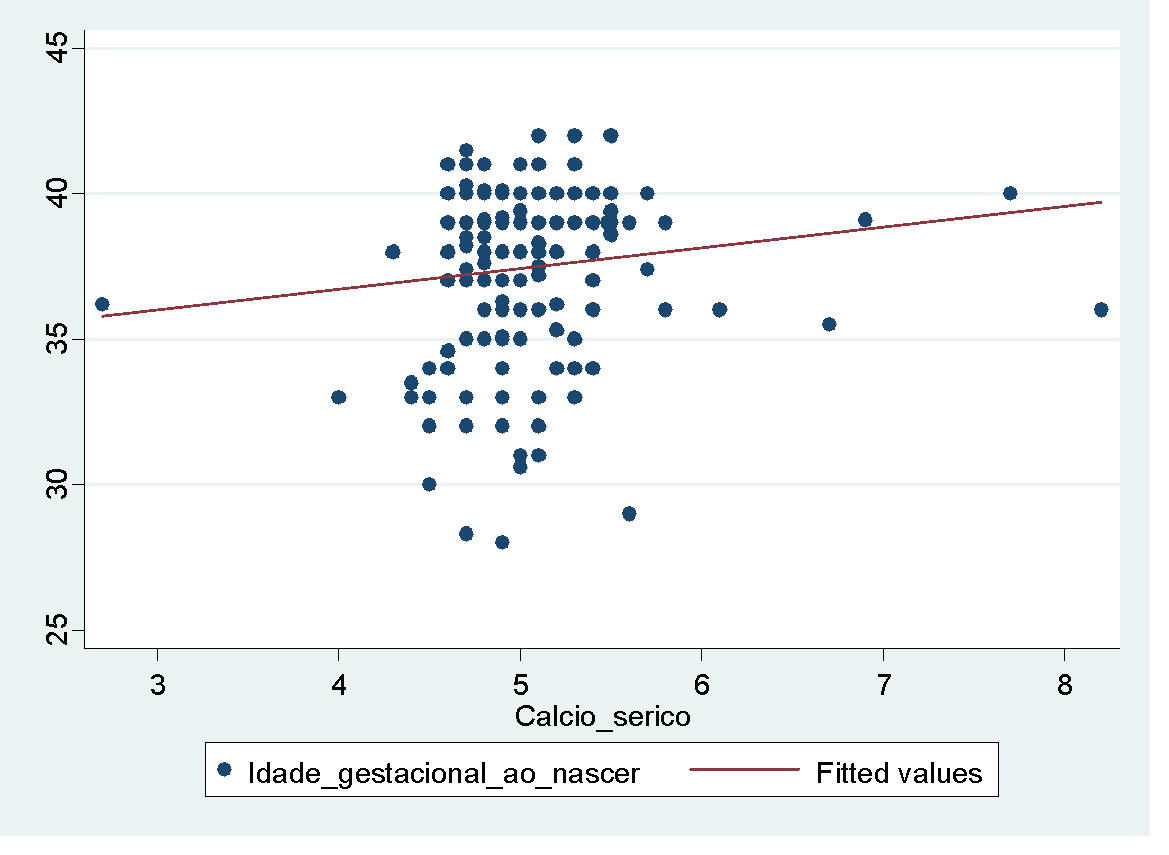 45
40
35
30
25
3 4 5 6 7 8
Calcio_serico
Idade_gestacional_ao_nascer Fitted values